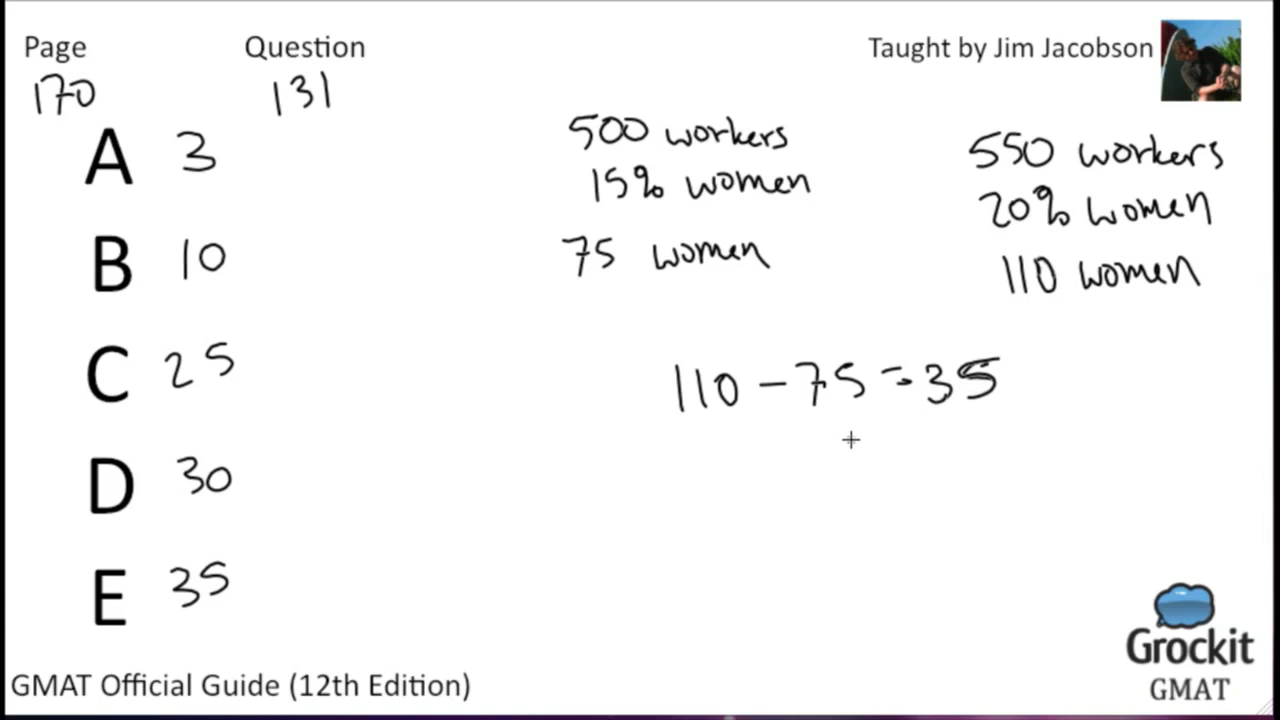 Page Question Taught by Jim Jacobson
170 131
A 3
B 10
C 25
D 30
E 35
500 workers
15% women
75 women
550 workers
20% women
110 women
110 - 75 = 35
Grockit
GMAT
GMAT Official Guide (12th Edition)